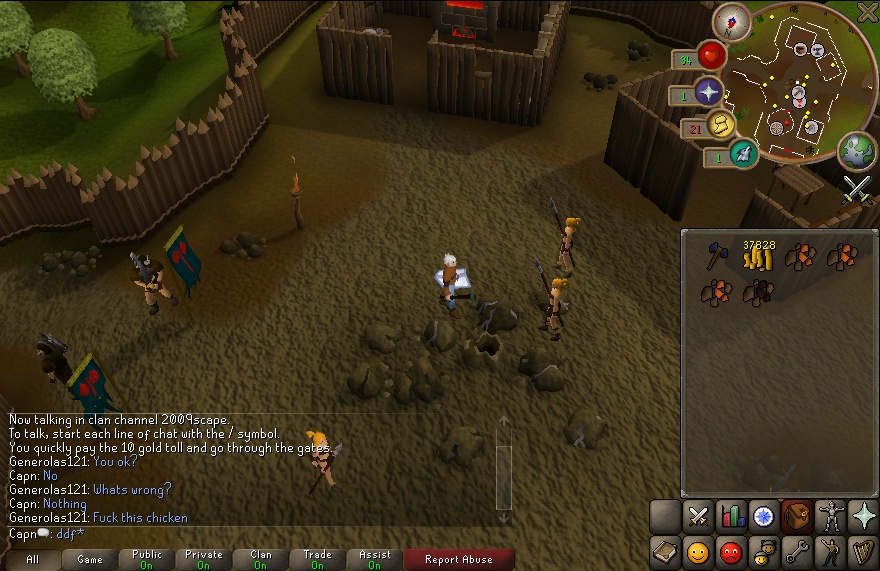 N
34
1
21
1
37828
Now talking in clan channel 2009scape.
To talk, start each line of chat with the / symbol.
You quickly pay the 10 gold toll and go through the gates.
Generolas121: You ok?
Capn: No
Generolas121: Whats wrong?
Capn: Nothing
Generolas121: Fuck this chicken
Capn: ddf*
All Game Public On Private On Clan On Trade On Assist On Report Abuse